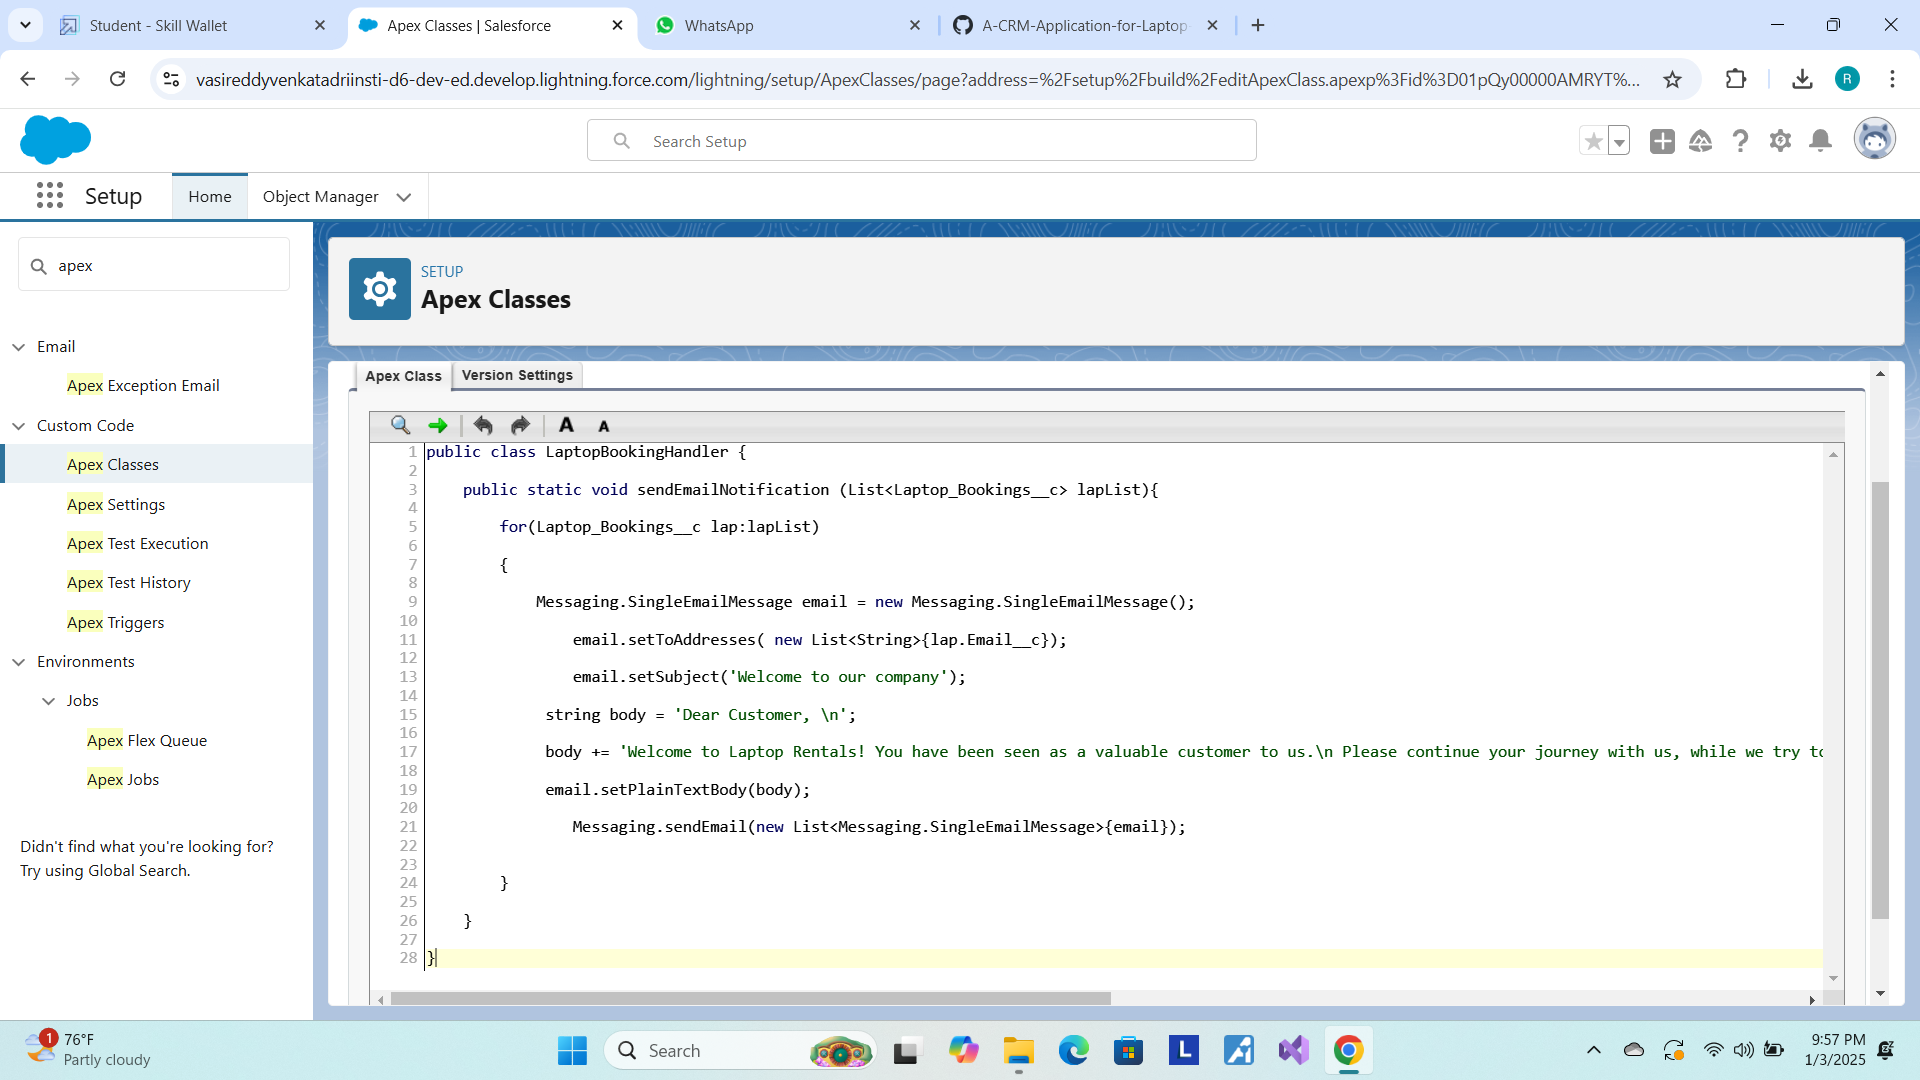 Student - Skill Wallet
Apex Classes | Salesforce
WhatsApp
A-CRM-Application-for-Laptop-
vasireddyvenkatadriinsti-d6-dev-ed.develop.lightning.force.com/lightning/setup/ApexClasses/page?address=%2Fsetup%2Fbuild%2FeditApexClass.apexp%3Fid%3D01pQy00000AMRYT%...
R
Search Setup
Setup
Home
Object Manager
apex
Email
Apex Exception Email
Custom Code
Apex Classes
Apex Settings
Apex Test Execution
Apex Test History
Apex Triggers
Environments
Jobs
Apex Flex Queue
Apex Jobs
Didn't find what you're looking for?
Try using Global Search.
SETUP
Apex Classes
Apex Class
Version Settings
A A
1 public class LaptopBookingHandler {
2
3 public static void sendEmailNotification (List<Laptop_Bookings__c> lapList){
4
5 for(Laptop_Bookings__c lap:lapList)
6
7 {
8
9 Messaging.SingleEmailMessage email = new Messaging.SingleEmailMessage();
10
11 email.setToAddresses( new List<String>{lap.Email__c});
12
13 email.setSubject('Welcome to our company');
14
15 string body = 'Dear Customer, \n';
16
17 body += 'Welcome to Laptop Rentals! You have been seen as a valuable customer to us.\n Please continue your journey with us, while we try to
18
19 email.setPlainTextBody(body);
20
21 Messaging.sendEmail(new List<Messaging.SingleEmailMessage>{email});
22
23
24 }
25
26 }
27
28 }
1
76°F
Partly cloudy
Search
L
9:57 PM
1/3/2025